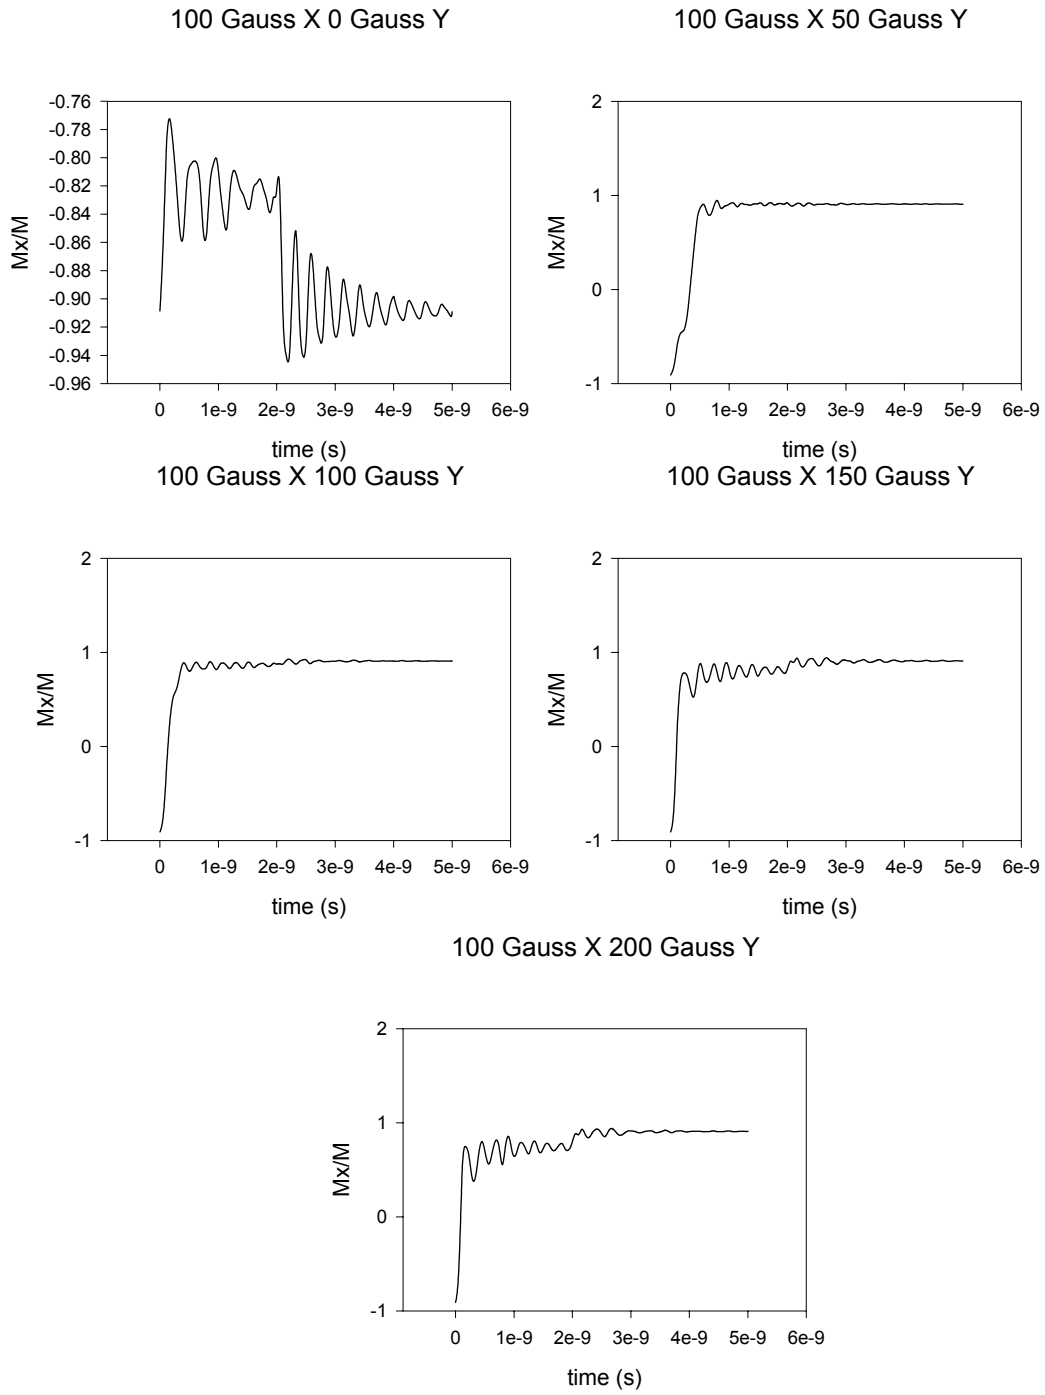 100 Gauss X 0 Gauss Y
-0.76
-0.78
-0.80
-0.82
-0.84
-0.86
-0.88
-0.90
-0.92
-0.94
-0.96
Mx/M
0 1e-9 2e-9 3e-9 4e-9 5e-9 6e-9
time (s)
100 Gauss X 50 Gauss Y
2
1
0
-1
Mx/M
0 1e-9 2e-9 3e-9 4e-9 5e-9 6e-9
time (s)
100 Gauss X 100 Gauss Y
2
1
0
-1
Mx/M
0 1e-9 2e-9 3e-9 4e-9 5e-9 6e-9
time (s)
100 Gauss X 150 Gauss Y
2
1
0
-1
Mx/M
0 1e-9 2e-9 3e-9 4e-9 5e-9 6e-9
time (s)
100 Gauss X 200 Gauss Y
2
1
0
-1
Mx/M
0 1e-9 2e-9 3e-9 4e-9 5e-9 6e-9
time (s)